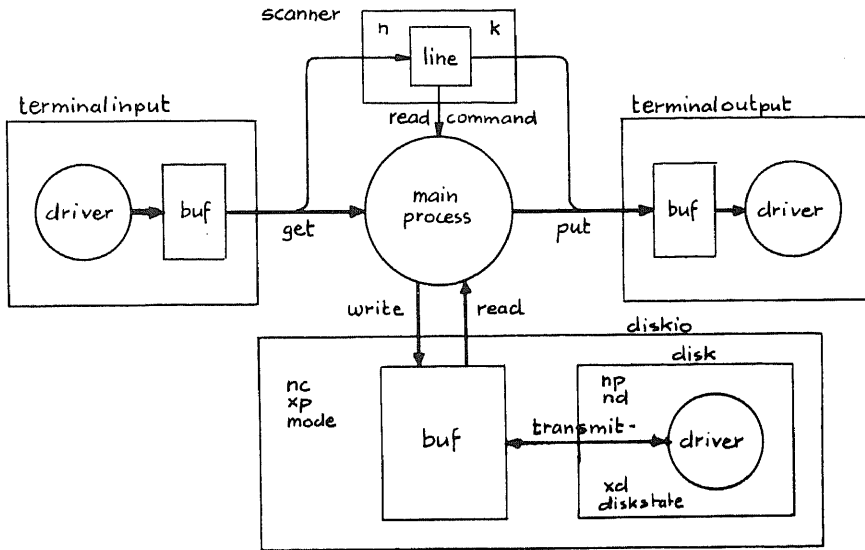 scanner
n
k
line
terminalinput
read command
terminaloutput
driver
buf
get
main
process
put
buf
driver
write
read
diskio
disk
nc
xp
mode
buf
transmit-
np
nd
driver
xd
diskstate